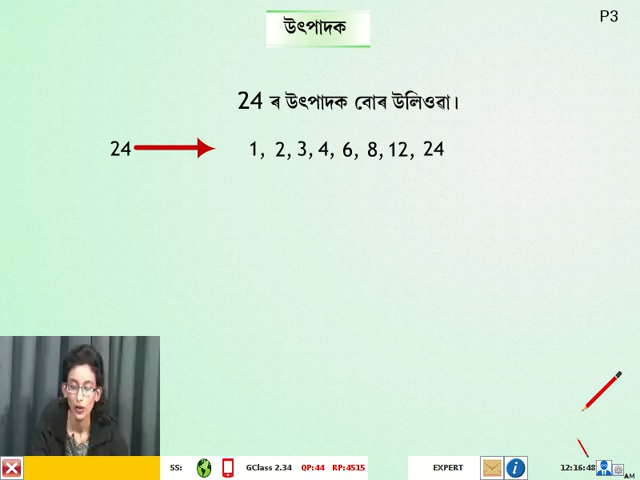 P3
উৎপাদক
24 ৰ উৎপাদক বোৰ উলিওৱা।
24 1, 2, 3, 4, 6, 8, 12, 24
SS: GClass 2.34 QP:44 RP:4515 EXPERT 12:16:48 AM